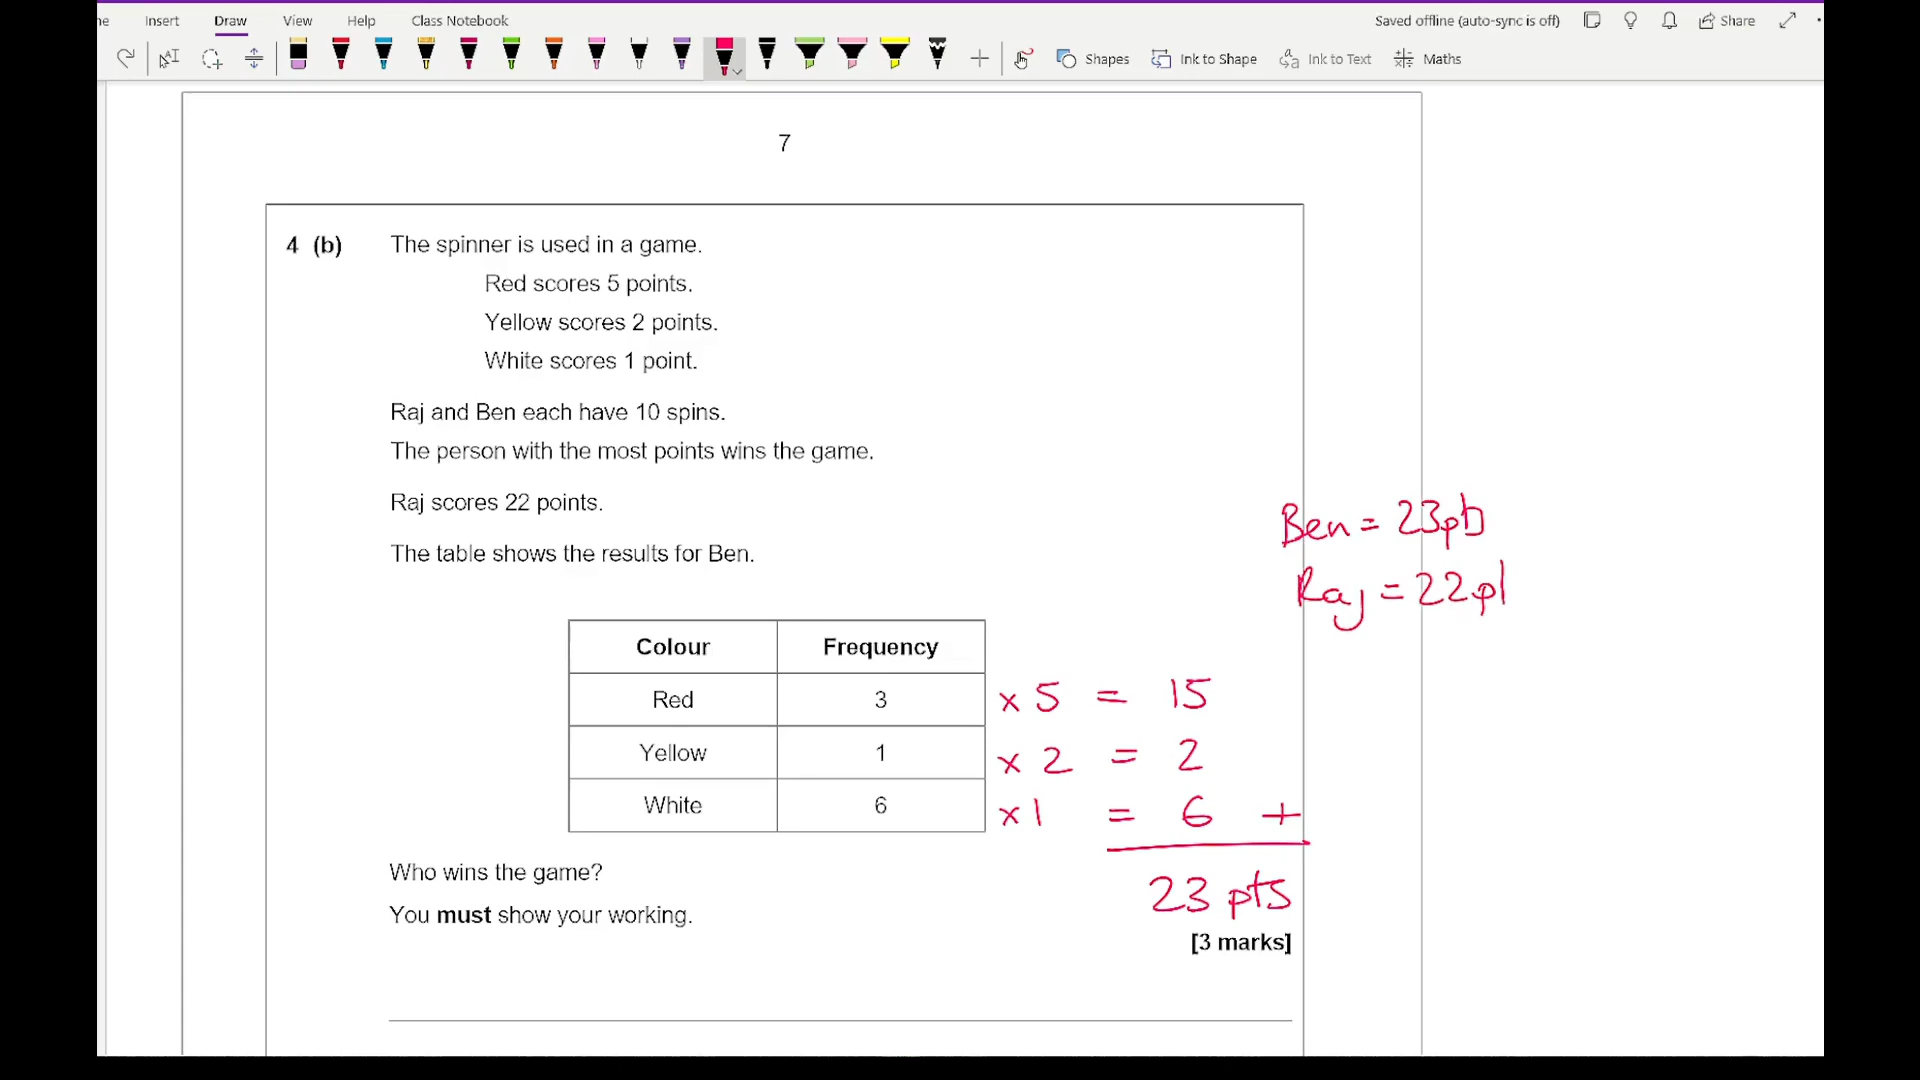 ne Insert Draw View Help Class Notebook Saved offline (auto-sync is off) Share
Shapes Ink to Shape Ink to Text Maths
7
4 (b) The spinner is used in a game.
Red scores 5 points.
Yellow scores 2 points.
White scores 1 point.
Raj and Ben each have 10 spins.
The person with the most points wins the game.
Raj scores 22 points.
Ben = 23pts
The table shows the results for Ben.
Raj = 22pt
Colour Frequency
Red 3 x 5 = 15
Yellow 1 x 2 = 2
White 6 x 1 = 6 +
Who wins the game?
23 pts
You must show your working.
[3 marks]